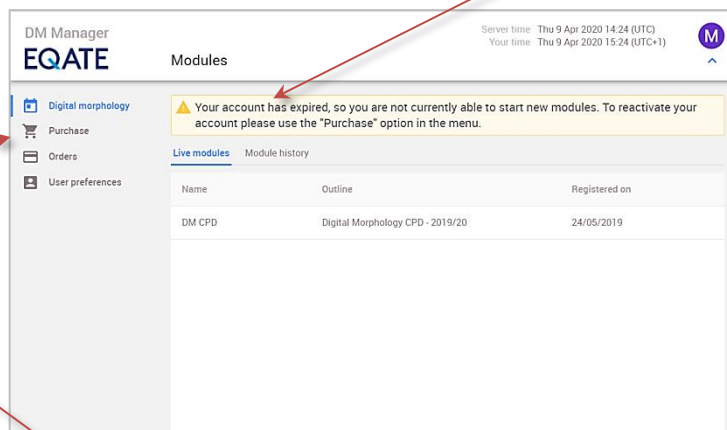 DM Manager
EQATE
Modules
Server time Thu 9 Apr 2020 14:24 (UTC)
Your time Thu 9 Apr 2020 15:24 (UTC+1)
M
Digital morphology
Purchase
Orders
User preferences
Your account has expired, so you are not currently able to start new modules. To reactivate your
account please use the "Purchase" option in the menu.
Live modules Module history
Name Outline Registered on
DM CPD Digital Morphology CPD - 2019/20 24/05/2019